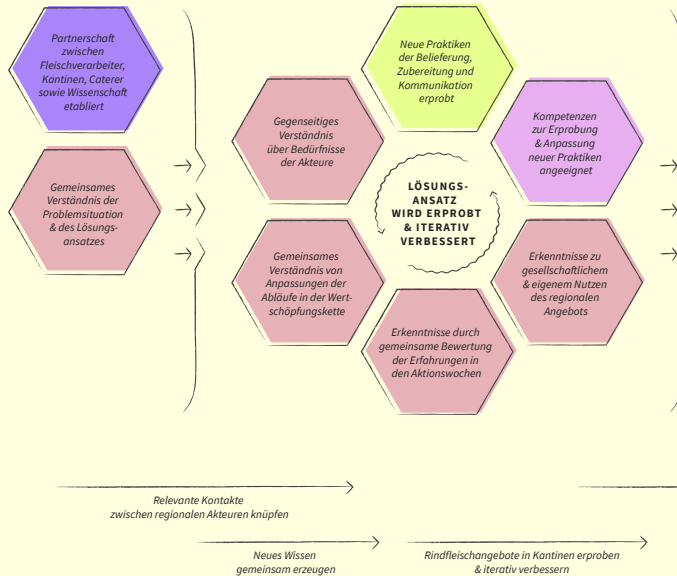 Partnerschaft
zwischen
Fleischverarbeiter,
Kantinen, Caterer
sowie Wissenschaft
etabliert
Gemeinsames
Verständnis der
Problemsituation
& des Lösungs-
ansatzes
Neue Praktiken
der Belieferung,
Zubereitung und
Kommunikation
erprobt
Gegenseitiges
Verständnis
über Bedürfnisse
der Akteure
Kompetenzen
zur Erprobung
& Anpassung
neuer Praktiken
angeeignet
LÖSUNGS-
ANSATZ
WIRD ERPROBT
& ITERATIV
VERBESSERT
Gemeinsames
Verständnis von
Anpassungen der
Abläufe in der Wert-
schöpfungskette
Erkenntnisse zu
gesellschaftlichem
& eigenem Nutzen
des regionalen
Angebots
Erkenntnisse durch
gemeinsame Bewertung
der Erfahrungen in
den Aktionswochen
Relevante Kontakte
zwischen regionalen Akteuren knüpfen
Neues Wissen
gemeinsam erzeugen
Rindfleischangebote in Kantinen erproben
& iterativ verbessern